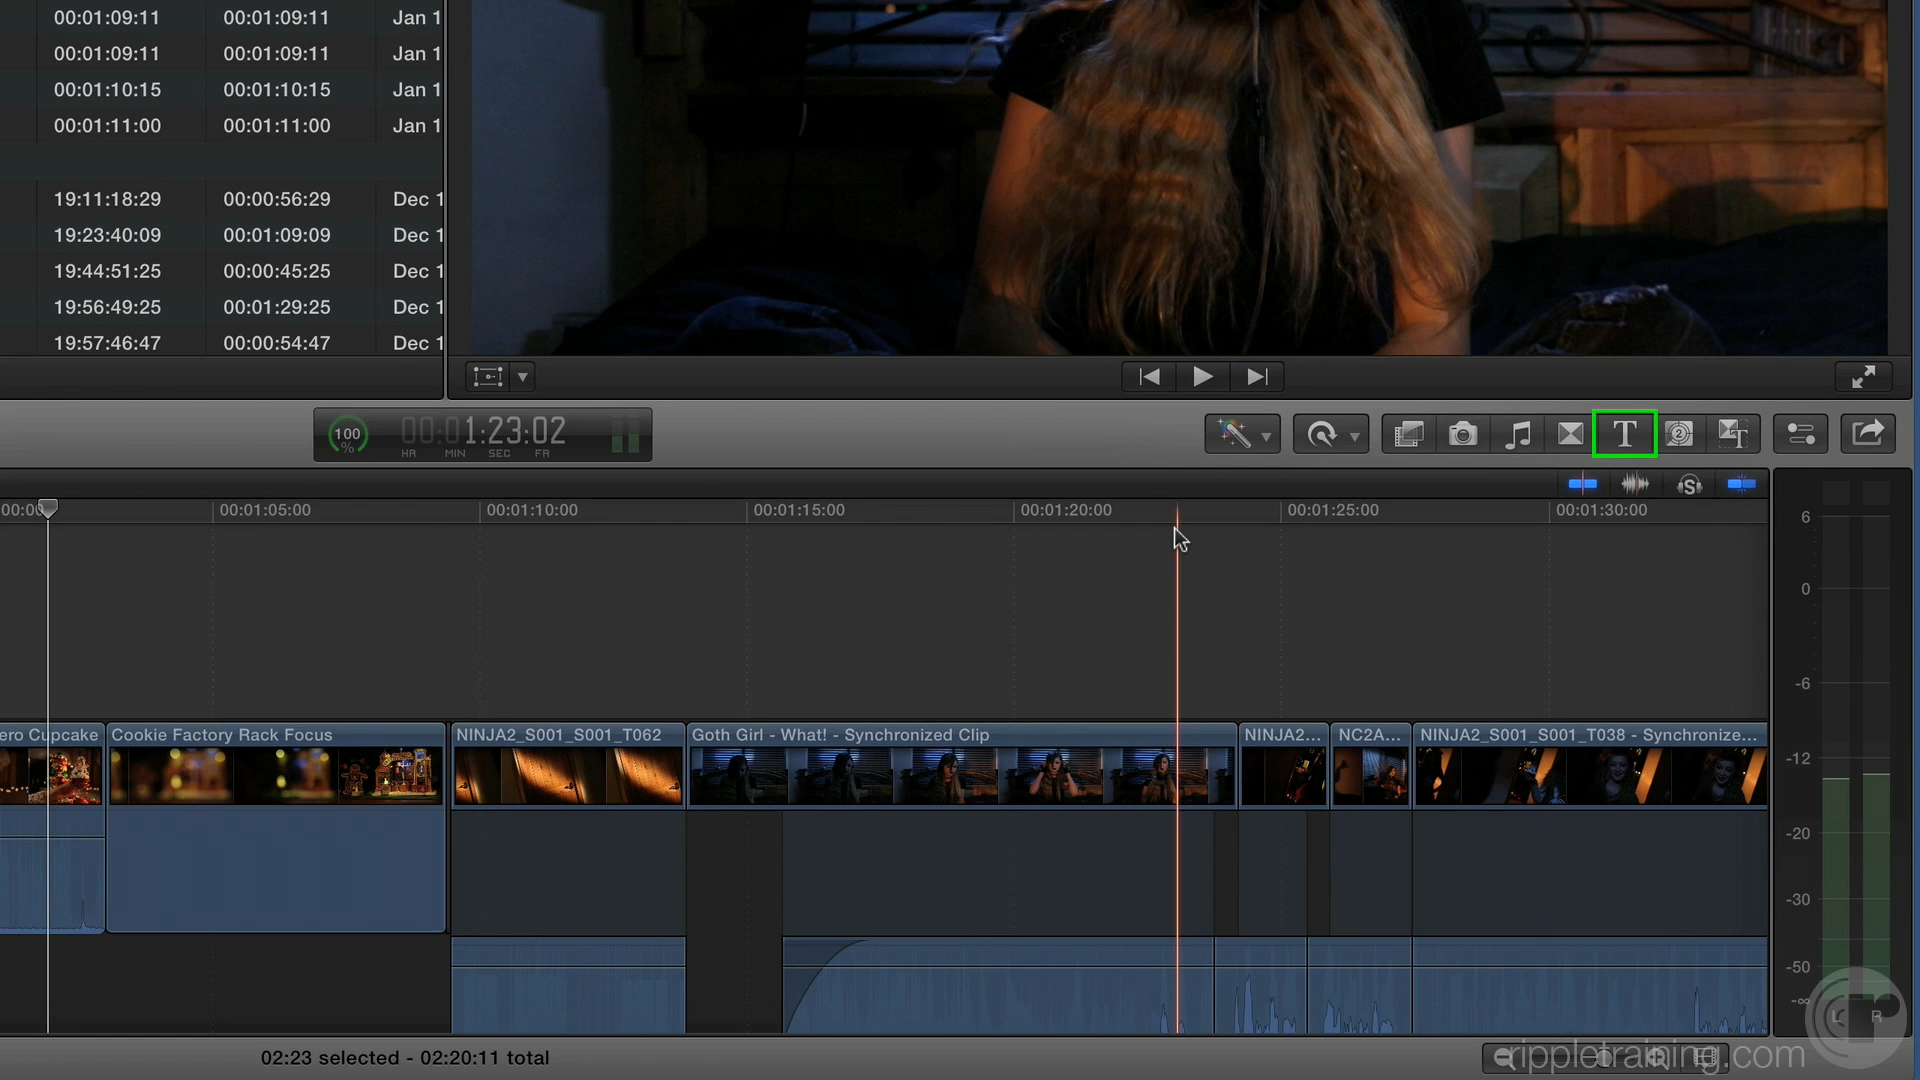 00:01:09:11 00:01:09:11 Jan 1
00:01:09:11 00:01:09:11 Jan 1
00:01:10:15 00:01:10:15 Jan 1
00:01:11:00 00:01:11:00 Jan 1
19:11:18:29 00:00:56:29 Dec 1
19:23:40:09 00:01:09:09 Dec 1
19:44:51:25 00:00:45:25 Dec 1
19:56:49:25 00:01:29:25 Dec 1
19:57:46:47 00:00:54:47 Dec 1
100 %
00:01:23:02
HR MIN SEC FR
T
2
T
S
00:00 00:01:05:00 00:01:10:00 00:01:15:00 00:01:20:00 00:01:25:00 00:01:30:00
ero Cupcake Cookie Factory Rack Focus NINJA2_S001_S001_T062 Goth Girl - What! - Synchronized Clip NINJA2... NC2A... NINJA2_S001_S001_T038 - Synchronize...
6
0
-6
-12
-20
-30
-50
-∞
L R
02:23 selected - 02:20:11 total
rippletraining.com